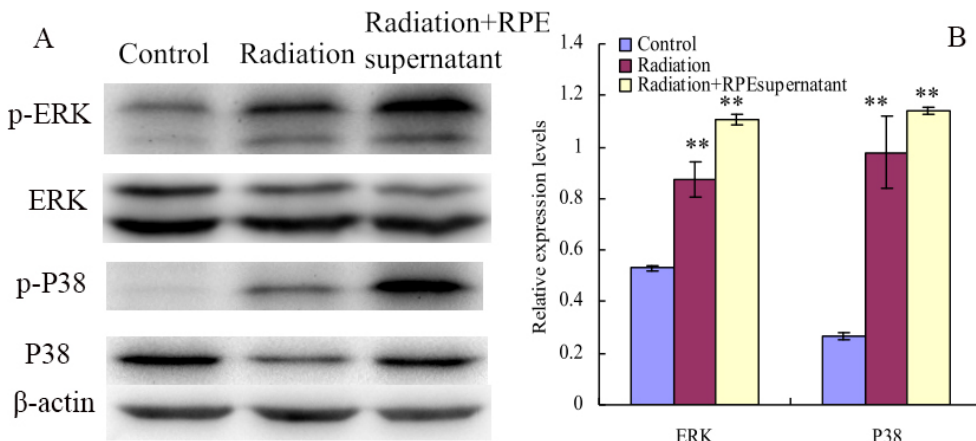 A
Control
Radiation
Radiation+RPE
supernatant
p-ERK
ERK
p-P38
P38
β-actin
B
Control
Radiation
Radiation+RPEsupernatant
Relative expression levels
1.4
1.2
1
0.8
0.6
0.4
0.2
0
**
**
**
**
ERK
P38